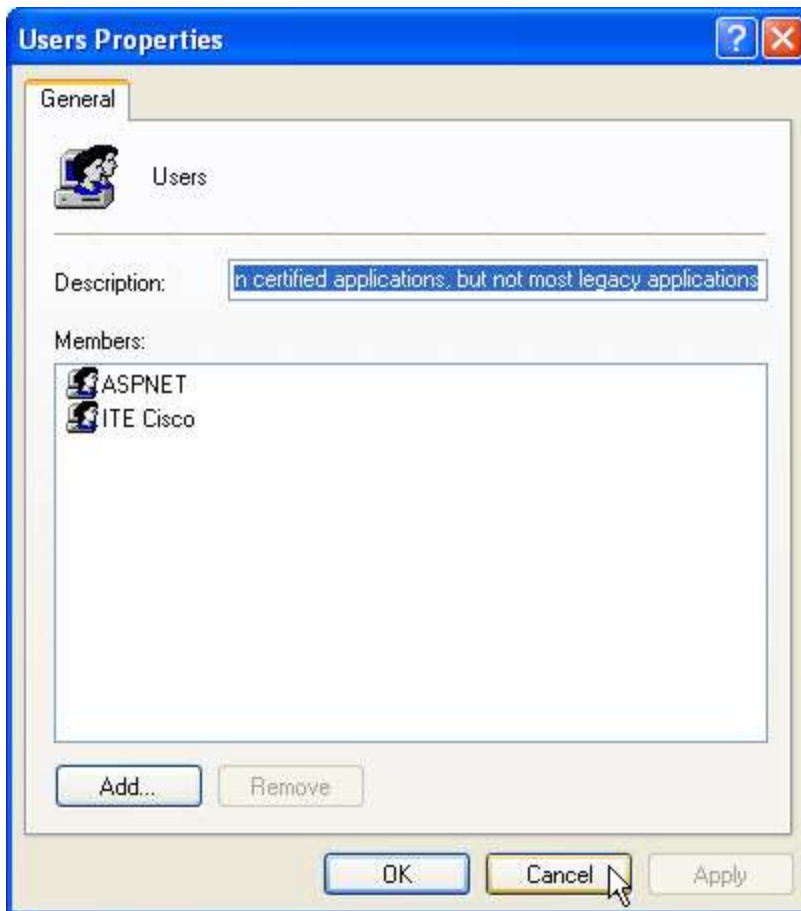 Users Properties
General
Users
Description: n certified applications, but not most legacy applications
Members:
ASPNET
ITE Cisco
Add... Remove
OK Cancel Apply